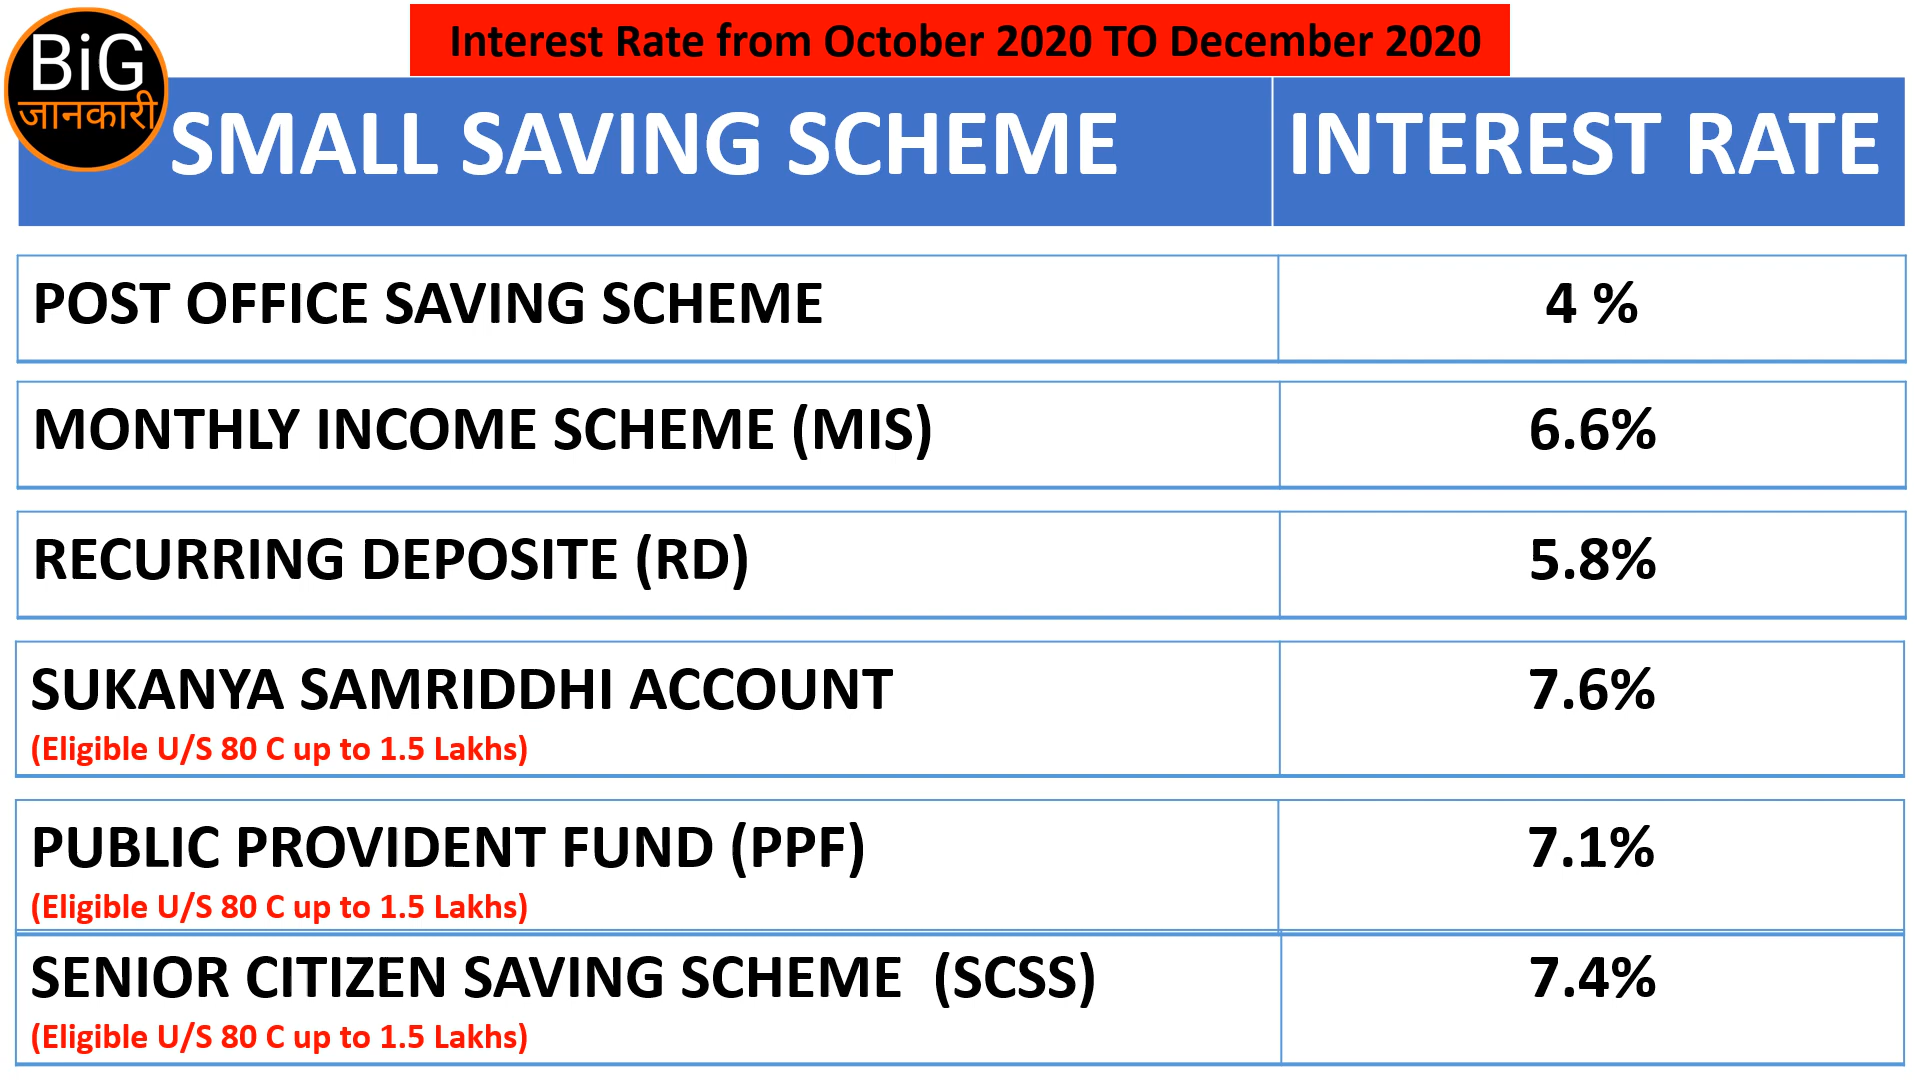 Interest Rate from October 2020 TO December 2020
BiG
जानकारी
SMALL SAVING SCHEME INTEREST RATE
POST OFFICE SAVING SCHEME 4 %
MONTHLY INCOME SCHEME (MIS) 6.6%
RECURRING DEPOSITE (RD) 5.8%
SUKANYA SAMRIDDHI ACCOUNT 7.6%
(Eligible U/S 80 C up to 1.5 Lakhs)
PUBLIC PROVIDENT FUND (PPF) 7.1%
(Eligible U/S 80 C up to 1.5 Lakhs)
SENIOR CITIZEN SAVING SCHEME (SCSS) 7.4%
(Eligible U/S 80 C up to 1.5 Lakhs)